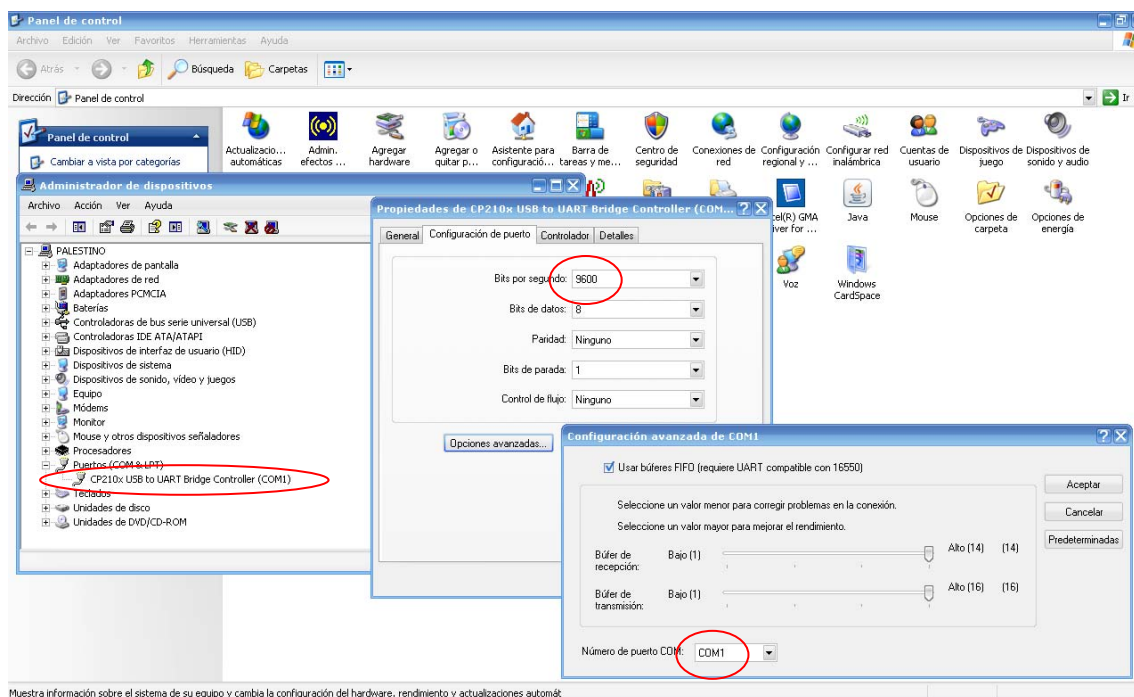 Panel de control
Archivo Edición Ver Favoritos Herramientas Ayuda
Atrás Búsqueda Carpetas
Dirección Panel de control Ir
Panel de control
Cambiar a vista por categorías
Actualizacio... automáticas
Admin. efectos ...
Agregar hardware
Agregar o quitar p...
Asistente para configuració...
Barra de tareas y me...
Centro de seguridad
Conexiones de red
Configuración regional y ...
Configurar red inalámbrica
Cuentas de usuario
Dispositivos de juego
Dispositivos de sonido y audio
tel(R) GMA
iver for ...
Java
Mouse
Opciones de carpeta
Opciones de energía
Voz
Windows CardSpace
Administrador de dispositivos
Archivo Acción Ver Ayuda
PALESTINO
Adaptadores de pantalla
Adaptadores de red
Adaptadores PCMCIA
Baterías
Controladoras de bus serie universal (USB)
Controladoras IDE ATA/ATAPI
Dispositivos de interfaz de usuario (HID)
Dispositivos de sistema
Dispositivos de sonido, vídeo y juegos
Equipo
Módems
Monitor
Mouse y otros dispositivos señaladores
Procesadores
Puertos (COM & LPT)
CP210x USB to UART Bridge Controller (COM1)
Teclados
Unidades de disco
Unidades de DVD/CD-ROM
Propiedades de CP210x USB to UART Bridge Controller (COM...
General Configuración de puerto Controlador Detalles
Bits por segundo: 9600
Bits de datos: 8
Paridad: Ninguno
Bits de parada: 1
Control de flujo: Ninguno
Opciones avanzadas...
Configuración avanzada de COM1
Usar búferes FIFO (requiere UART compatible con 16550)
Seleccione un valor menor para corregir problemas en la conexión.
Seleccione un valor mayor para mejorar el rendimiento.
Búfer de recepción: Bajo (1) Alto (14) (14)
Búfer de transmisión: Bajo (1) Alto (16) (16)
Número de puerto COM: COM1
Aceptar
Cancelar
Predeterminadas
Muestra información sobre el sistema de su equipo y cambia la configuración del hardware, rendimiento y actualizaciones automát